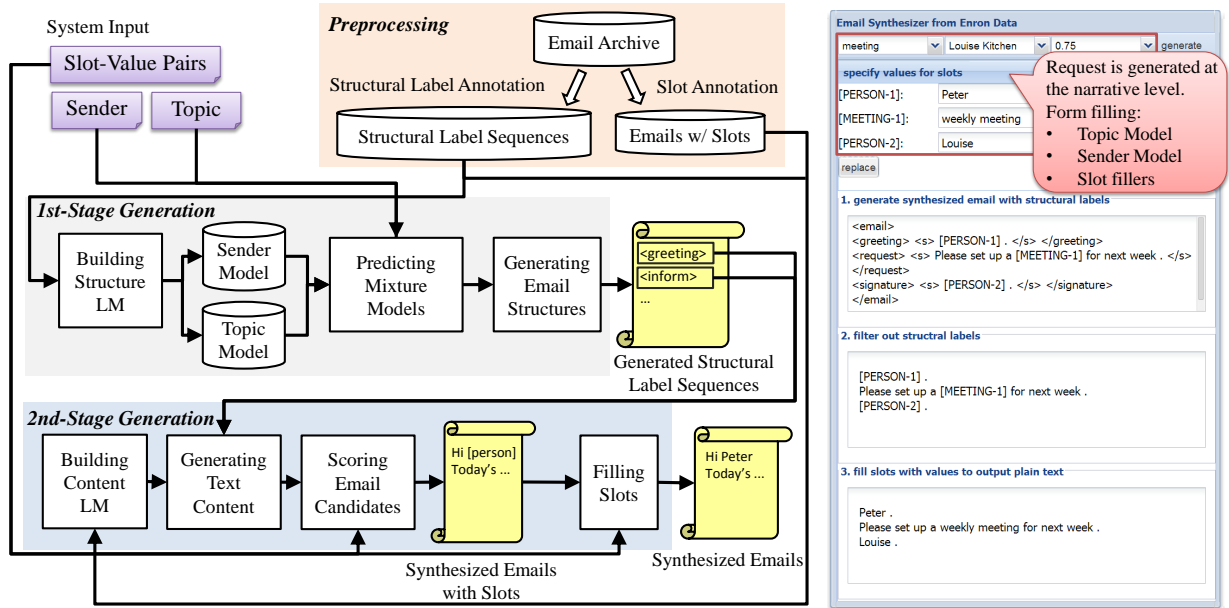 System Input
Slot-Value Pairs
Sender
Topic
Preprocessing
Email Archive
Structural Label Annotation
Slot Annotation
Structural Label Sequences
Emails w/ Slots
1st-Stage Generation
Building
Structure
LM
Sender
Model
Topic
Model
Predicting
Mixture
Models
Generating
Email
Structures
<greeting>
<inform>
...
Generated Structural
Label Sequences
2nd-Stage Generation
Building
Content
LM
Generating
Text
Content
Scoring
Email
Candidates
Hi [person]
Today's ...
Filling
Slots
Hi Peter
Today's ...
Synthesized Emails
with Slots
Synthesized Emails
Email Synthesizer from Enron Data
meeting Louise Kitchen 0.75 generate
specify values for slots
[PERSON-1]: Peter
[MEETING-1]: weekly meeting
[PERSON-2]: Louise
replace
Request is generated at
the narrative level.
Form filling:
• Topic Model
• Sender Model
• Slot fillers
1. generate synthesized email with structural labels
<email>
<greeting> <s> [PERSON-1] . </s> </greeting>
<request> <s> Please set up a [MEETING-1] for next week . </s>
</request>
<signature> <s> [PERSON-2] . </s> </signature>
</email>
2. filter out structral labels
[PERSON-1] .
Please set up a [MEETING-1] for next week .
[PERSON-2] .
3. fill slots with values to output plain text
Peter .
Please set up a weekly meeting for next week .
Louise .